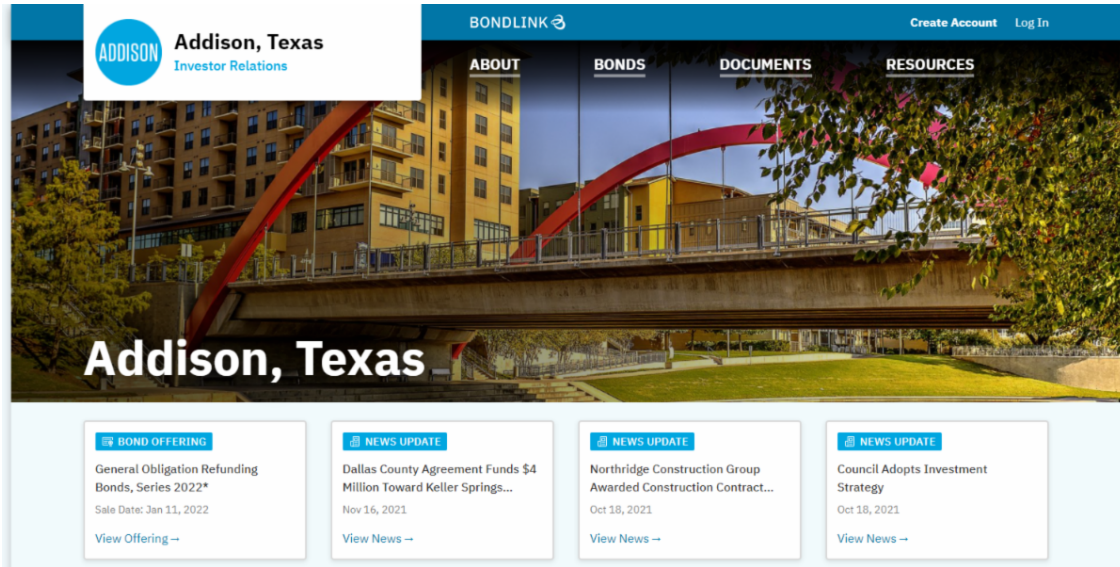 BONDLINK
Create Account Log In
ADDISON
Addison, Texas
Investor Relations
ABOUT BONDS DOCUMENTS RESOURCES
Addison, Texas
BOND OFFERING
General Obligation Refunding
Bonds, Series 2022*
Sale Date: Jan 11, 2022
View Offering→
NEWS UPDATE
Dallas County Agreement Funds $4
Million Toward Keller Springs...
Nov 16, 2021
View News→
NEWS UPDATE
Northridge Construction Group
Awarded Construction Contract...
Oct 18, 2021
View News→
NEWS UPDATE
Council Adopts Investment
Strategy
Oct 18, 2021
View News→